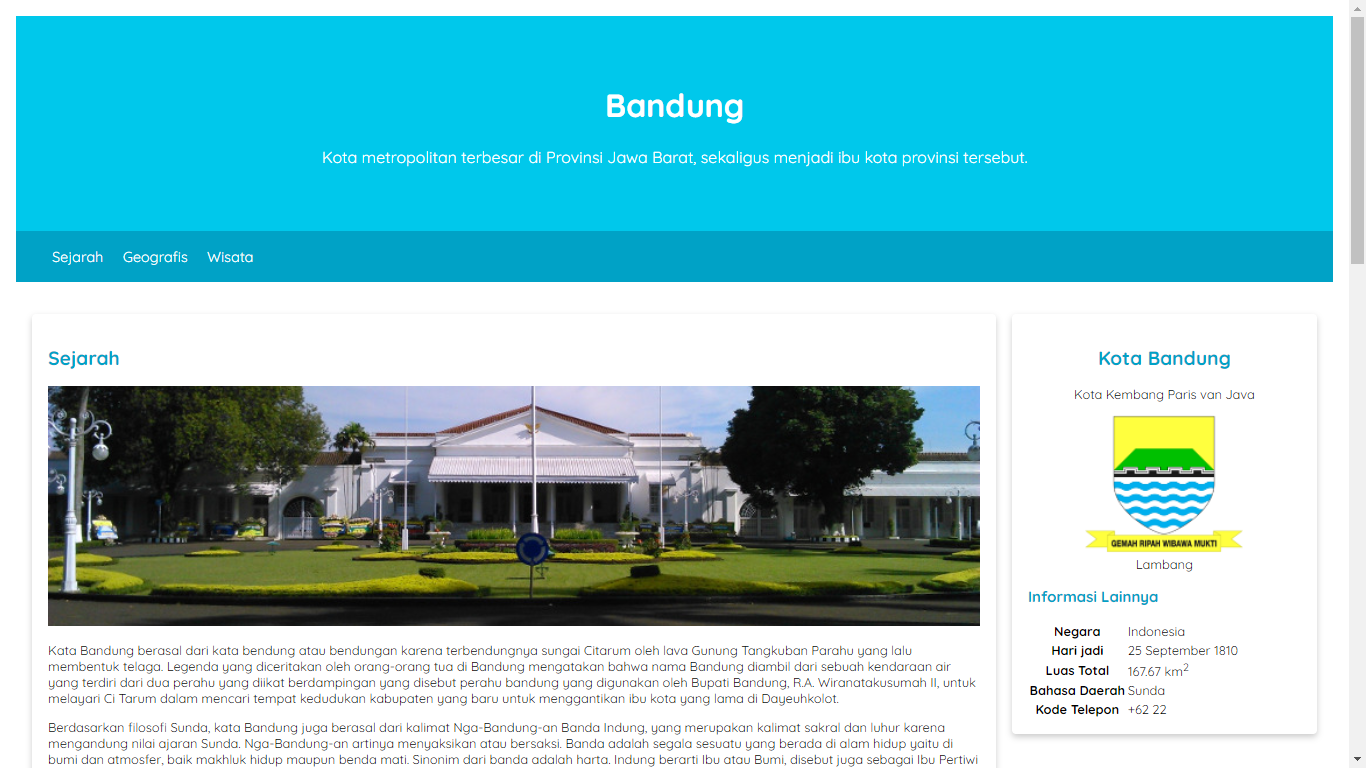 Bandung
Kota metropolitan terbesar di Provinsi Jawa Barat, sekaligus menjadi ibu kota provinsi tersebut.
Sejarah Geografis Wisata
Sejarah
Kata Bandung berasal dari kata bendung atau bendungan karena terbendungnya sungai Citarum oleh lava Gunung Tangkuban Parahu yang lalu
membentuk telaga. Legenda yang diceritakan oleh orang-orang tua di Bandung mengatakan bahwa nama Bandung diambil dari sebuah kendaraan air
yang terdiri dari dua perahu yang diikat berdampingan yang disebut perahu bandung yang digunakan oleh Bupati Bandung, R.A. Wiranatakusumah II, untuk
melayari Ci Tarum dalam mencari tempat kedudukan kabupaten yang baru untuk menggantikan ibu kota yang lama di Dayeuhkolot.
Berdasarkan filosofi Sunda, kata Bandung juga berasal dari kalimat Nga-Bandung-an Banda Indung, yang merupakan kalimat sakral dan luhur karena
mengandung nilai ajaran Sunda. Nga-Bandung-an artinya menyaksikan atau bersaksi. Banda adalah segala sesuatu yang berada di alam hidup yaitu di
bumi dan atmosfer, baik makhluk hidup maupun benda mati. Sinonim dari banda adalah harta. Indung berarti Ibu atau Bumi, disebut juga sebagai Ibu Pertiwi
Kota Bandung
Kota Kembang Paris van Java
GEMAH RIPAH WIBAWA MUKTI
Lambang
Informasi Lainnya
Negara Indonesia
Hari jadi 25 September 1810
Luas Total 167.67 km²
Bahasa Daerah Sunda
Kode Telepon +62 22